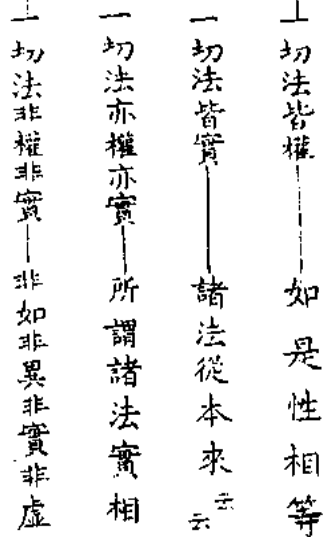 一切法皆權——如是性相等
一切法皆實——諸法從本來云云
一切法亦權亦實——所謂諸法實相
一切法非權非實——非如非異非實非虛